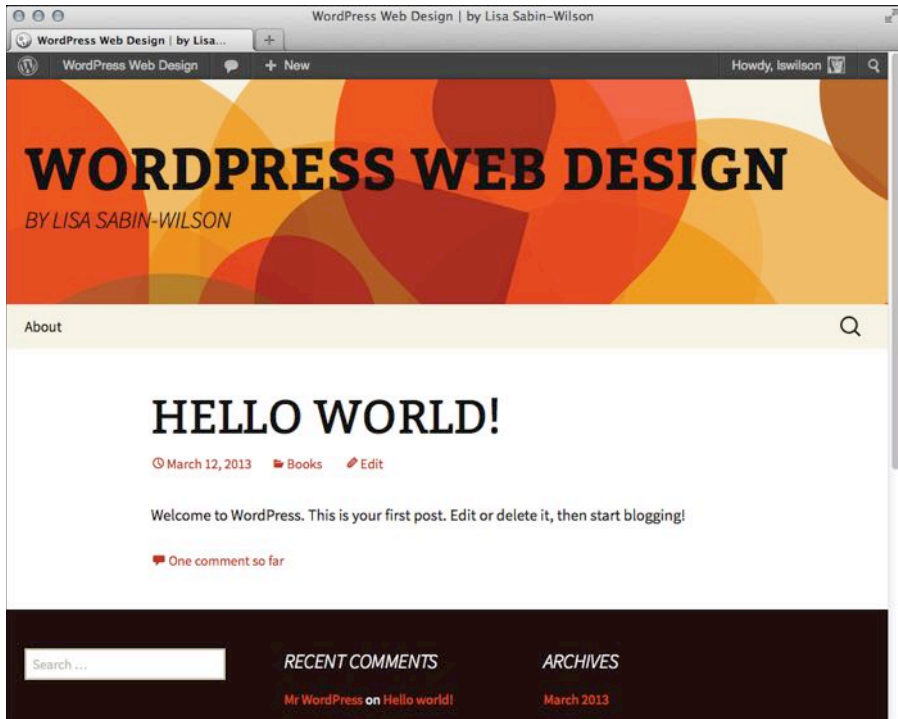 WordPress Web Design | by Lisa Sabin-Wilson
WordPress Web Design | by Lisa...
WordPress Web Design + New Howdy, lswilson
WORDPRESS WEB DESIGN
BY LISA SABIN-WILSON
About
HELLO WORLD!
March 12, 2013 Books Edit
Welcome to WordPress. This is your first post. Edit or delete it, then start blogging!
One comment so far
Search ... RECENT COMMENTS ARCHIVES
Mr WordPress on Hello world! March 2013